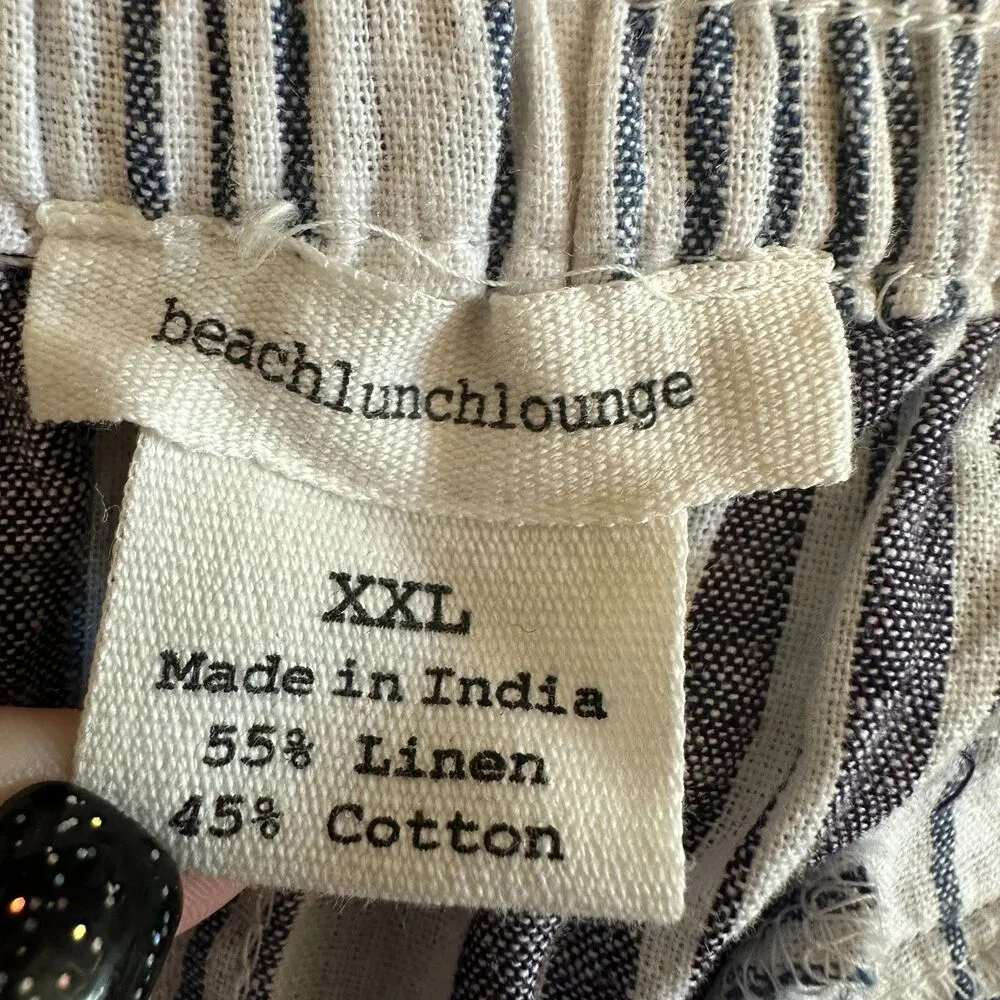 beachlunchlounge
XXL
Made in India
55% Linen
45% Cotton